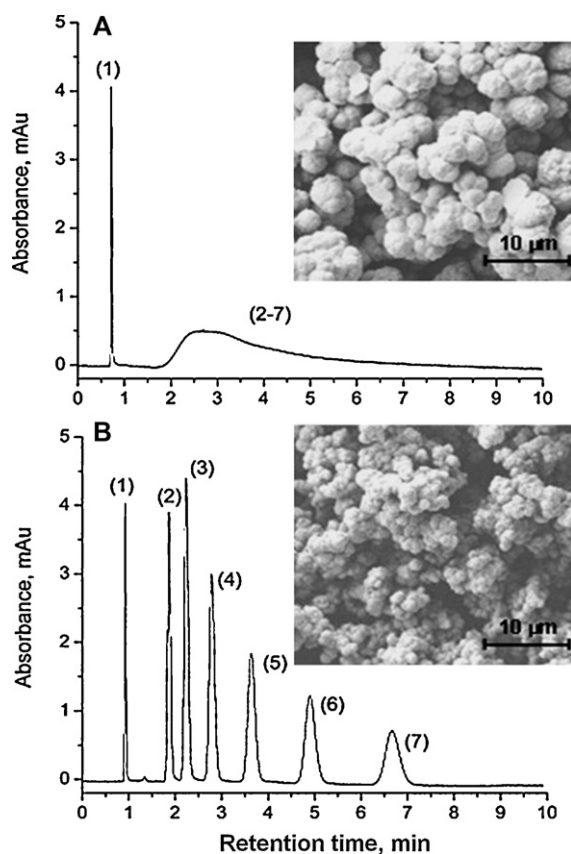 A
(1)
(2-7)
10 µm
Absorbance, mAu
5
4
3
2
1
0
0 1 2 3 4 5 6 7 8 9 10
B
(1)
(2)
(3)
(4)
(5)
(6)
(7)
10 µm
Absorbance, mAu
5
4
3
2
1
0
0 1 2 3 4 5 6 7 8 9 10
Retention time, min